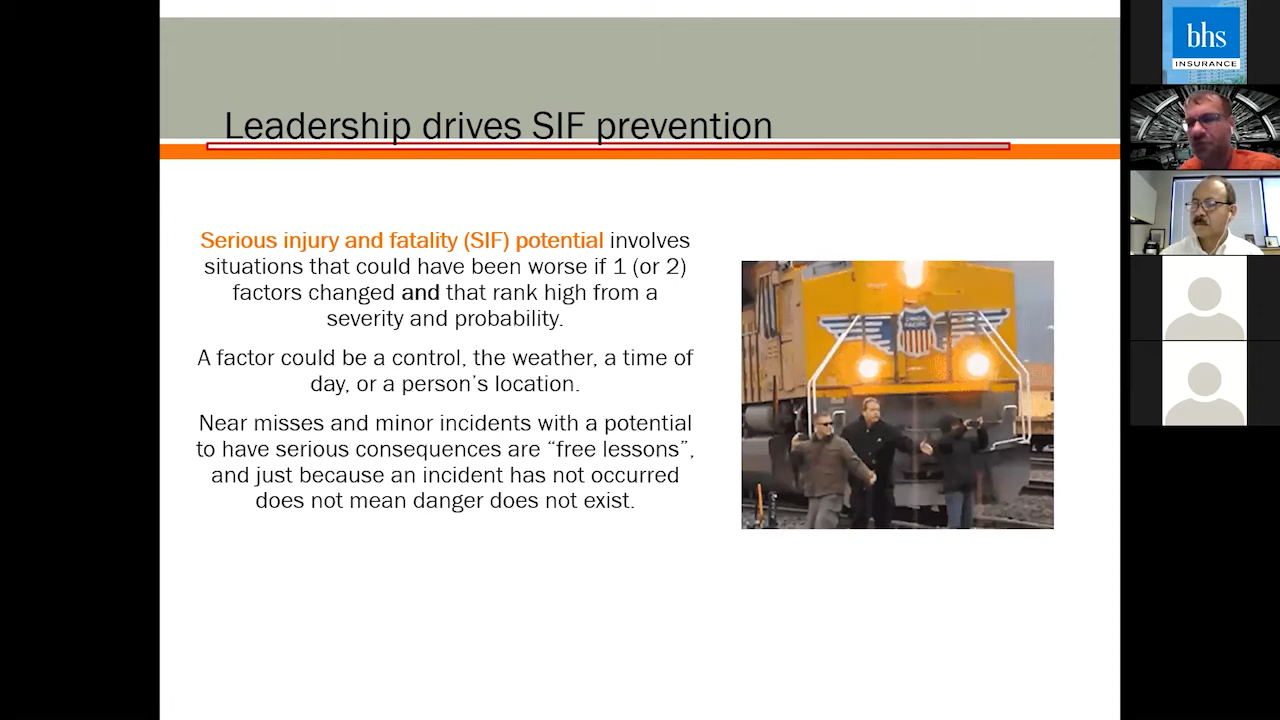 Leadership drives SIF prevention
Serious injury and fatality (SIF) potential involves
situations that could have been worse if 1 (or 2)
factors changed and that rank high from a
severity and probability.
A factor could be a control, the weather, a time of
day, or a person’s location.
Near misses and minor incidents with a potential
to have serious consequences are “free lessons”,
and just because an incident has not occurred
does not mean danger does not exist.
UNION
PACIFIC
bhs
INSURANCE